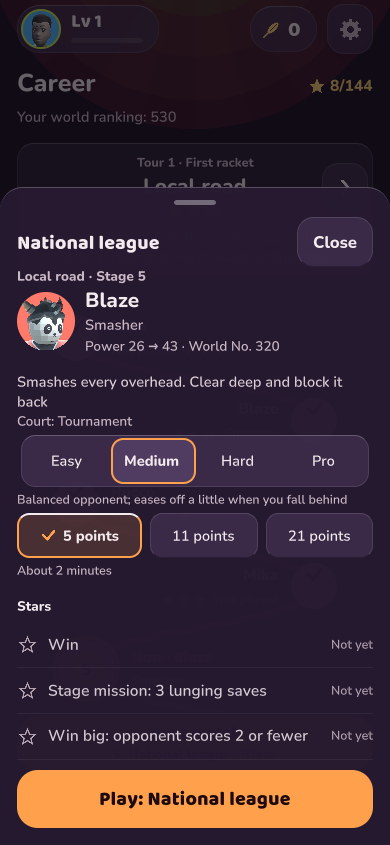 Lv 1
0
Career
8/144
Your world ranking: 530
Tour 1 · First racket
Local road
National league
Close
Local road · Stage 5
Blaze
Smasher
Power 26 → 43 · World No. 320
Smashes every overhead. Clear deep and block it
back
Court: Tournament
Easy
Medium
Hard
Pro
Balanced opponent; eases off a little when you fall behind
5 points
11 points
21 points
About 2 minutes
Stars
Win
Not yet
Stage mission: 3 lunging saves
Not yet
Win big: opponent scores 2 or fewer
Not yet
Play: National league